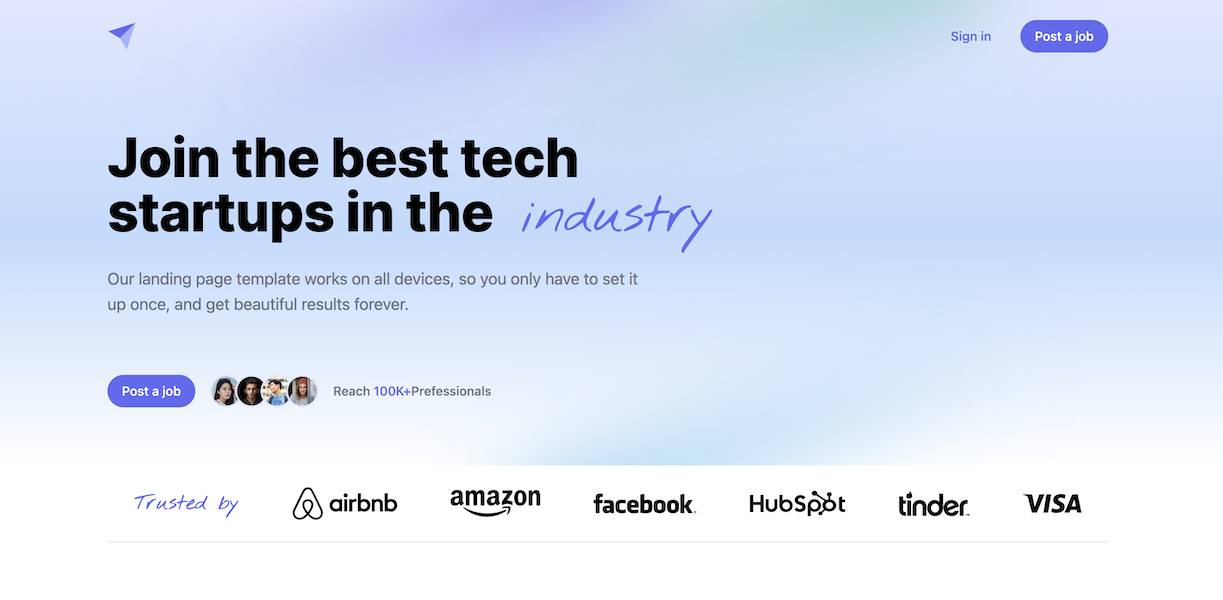 Sign in
Post a job
Join the best tech
startups in the industry
Our landing page template works on all devices, so you only have to set it
up once, and get beautiful results forever.
Post a job
Reach 100K+Prefessionals
Trusted by
airbnb
amazon
facebook
HubSpot
tinder
VISA